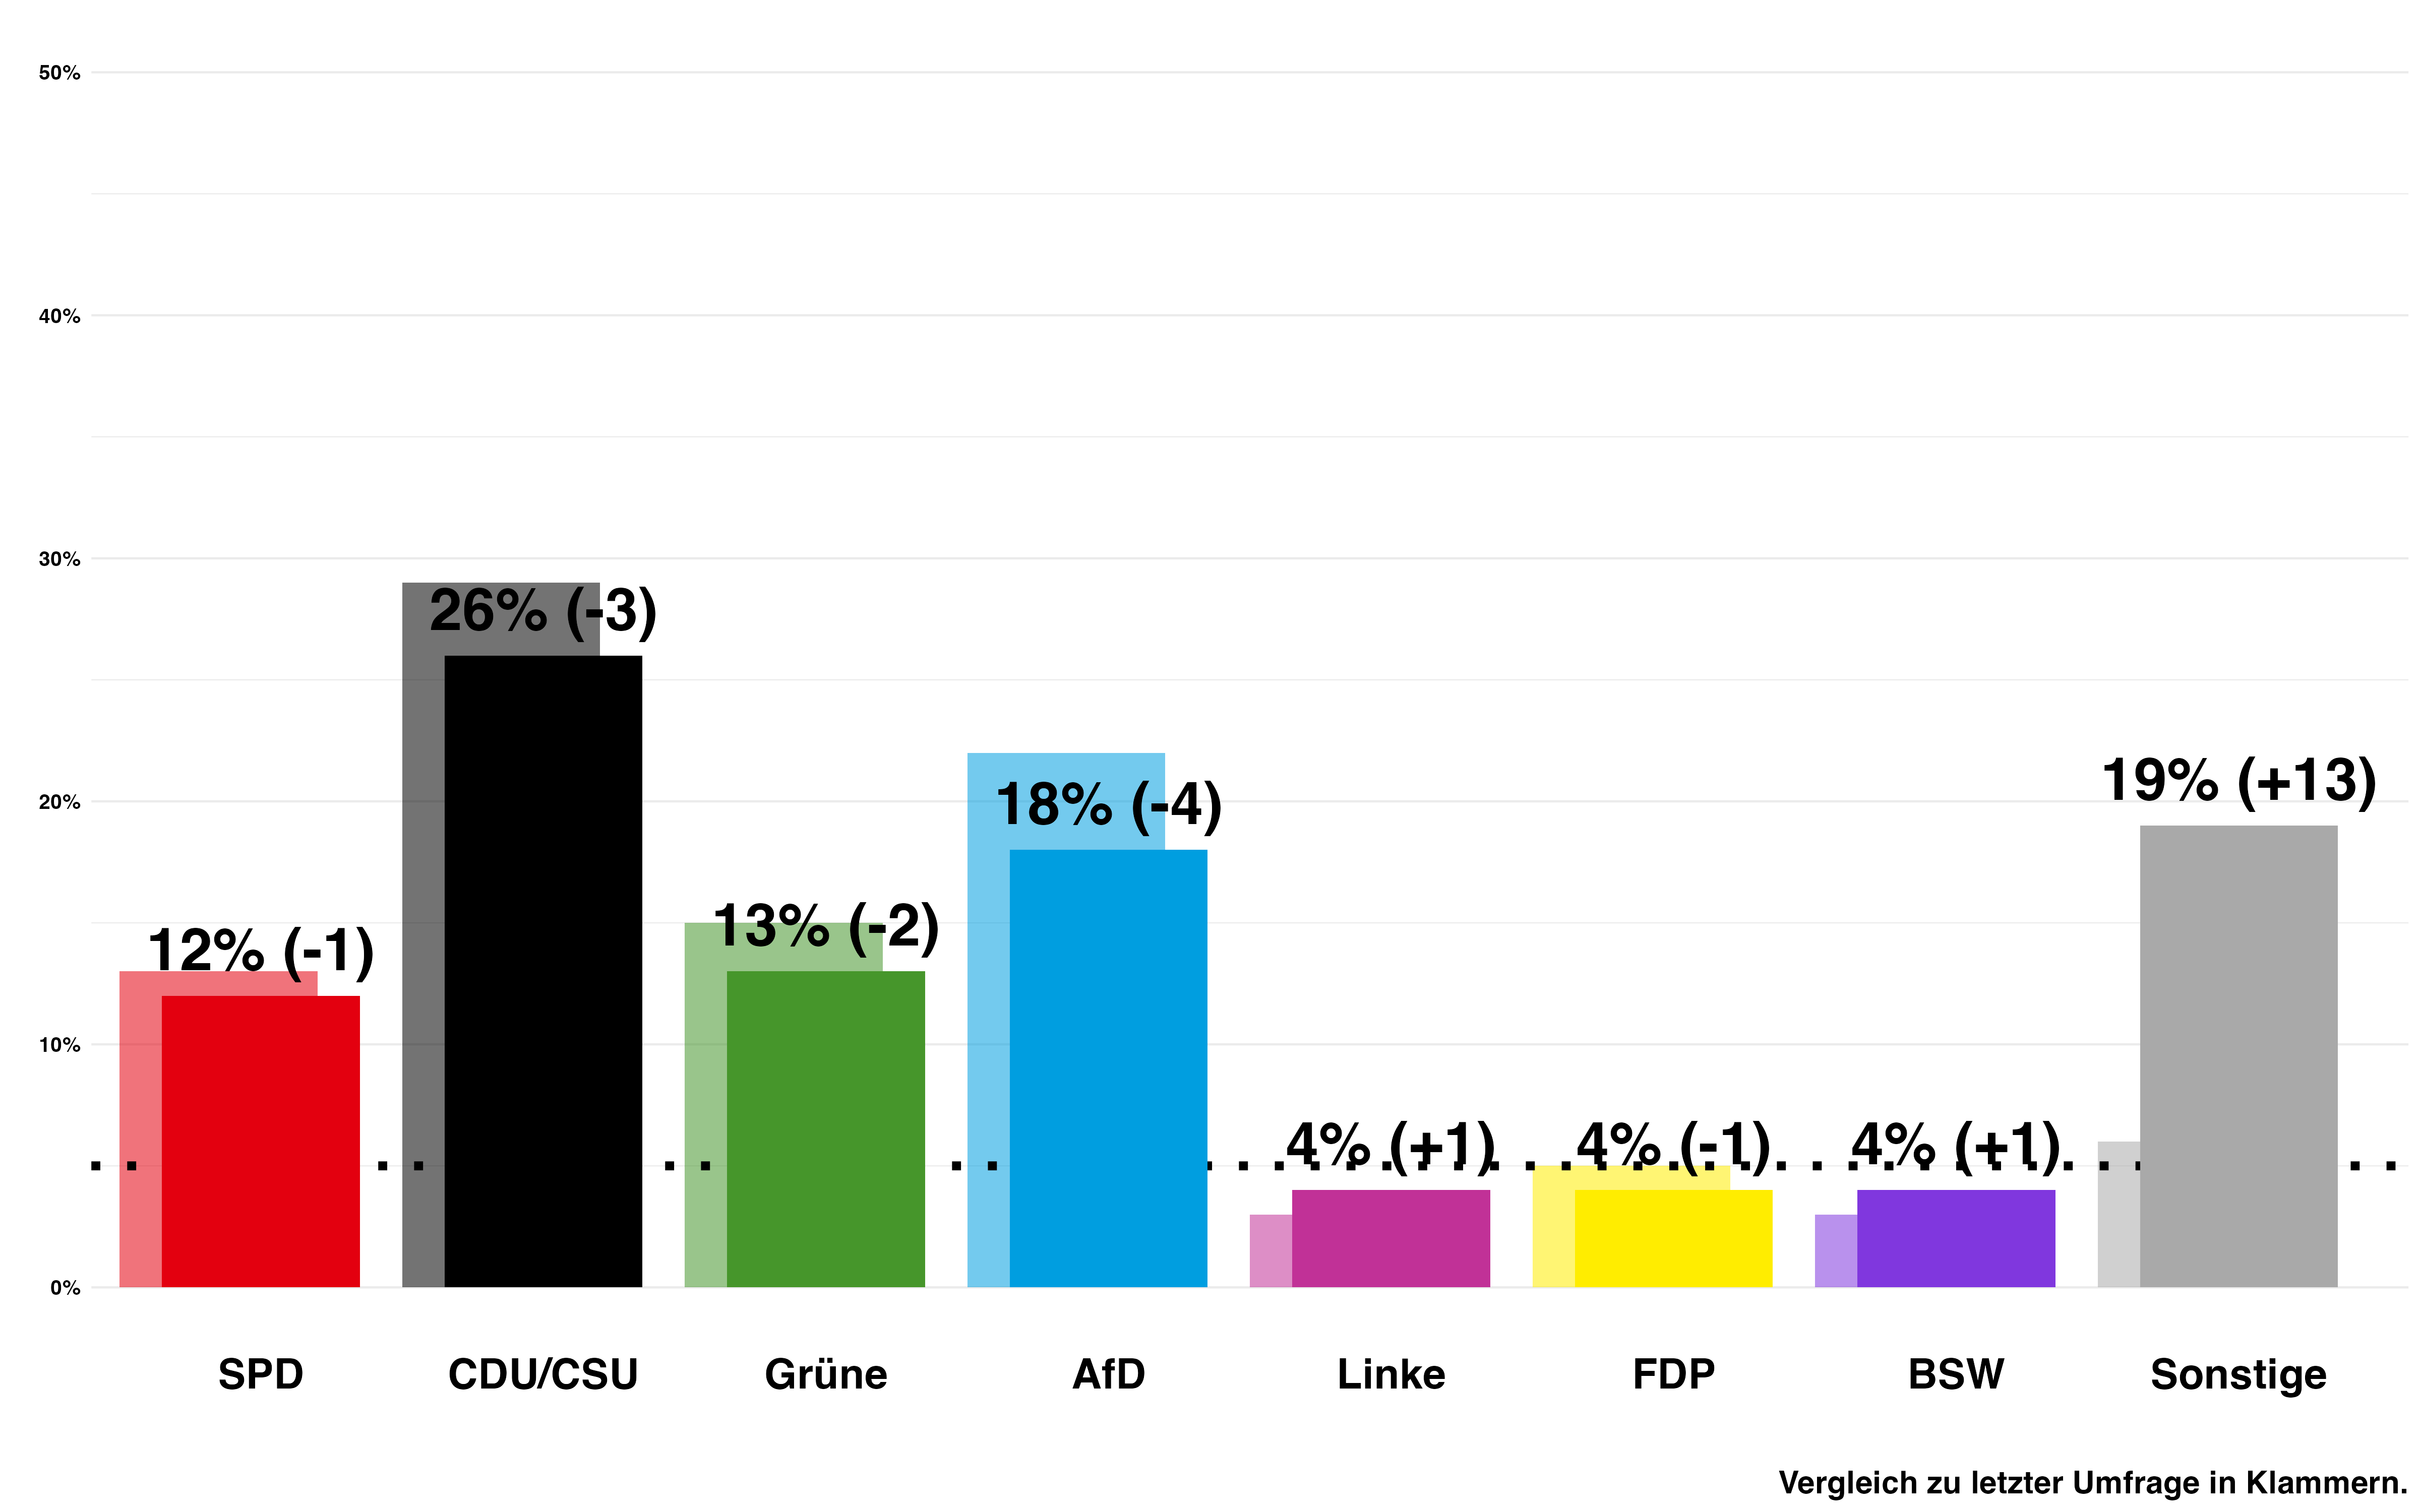 50%
40%
30%
20%
10%
0%
12% (-1)
26% (-3)
13% (-2)
18% (-4)
4% (+1)
4% (-1)
4% (+1)
19% (+13)
SPD
CDU/CSU
Grüne
AfD
Linke
FDP
BSW
Sonstige
Vergleich zu letzter Umfrage in Klammern.